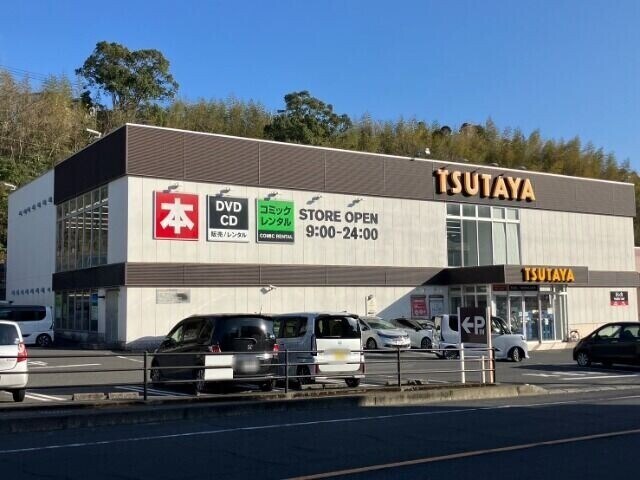 TSUTAYA
本
DVD
CD
販売/レンタル
コミック
レンタル
COMIC RENTAL
STORE OPEN
9:00-24:00
TSUTAYA
←P